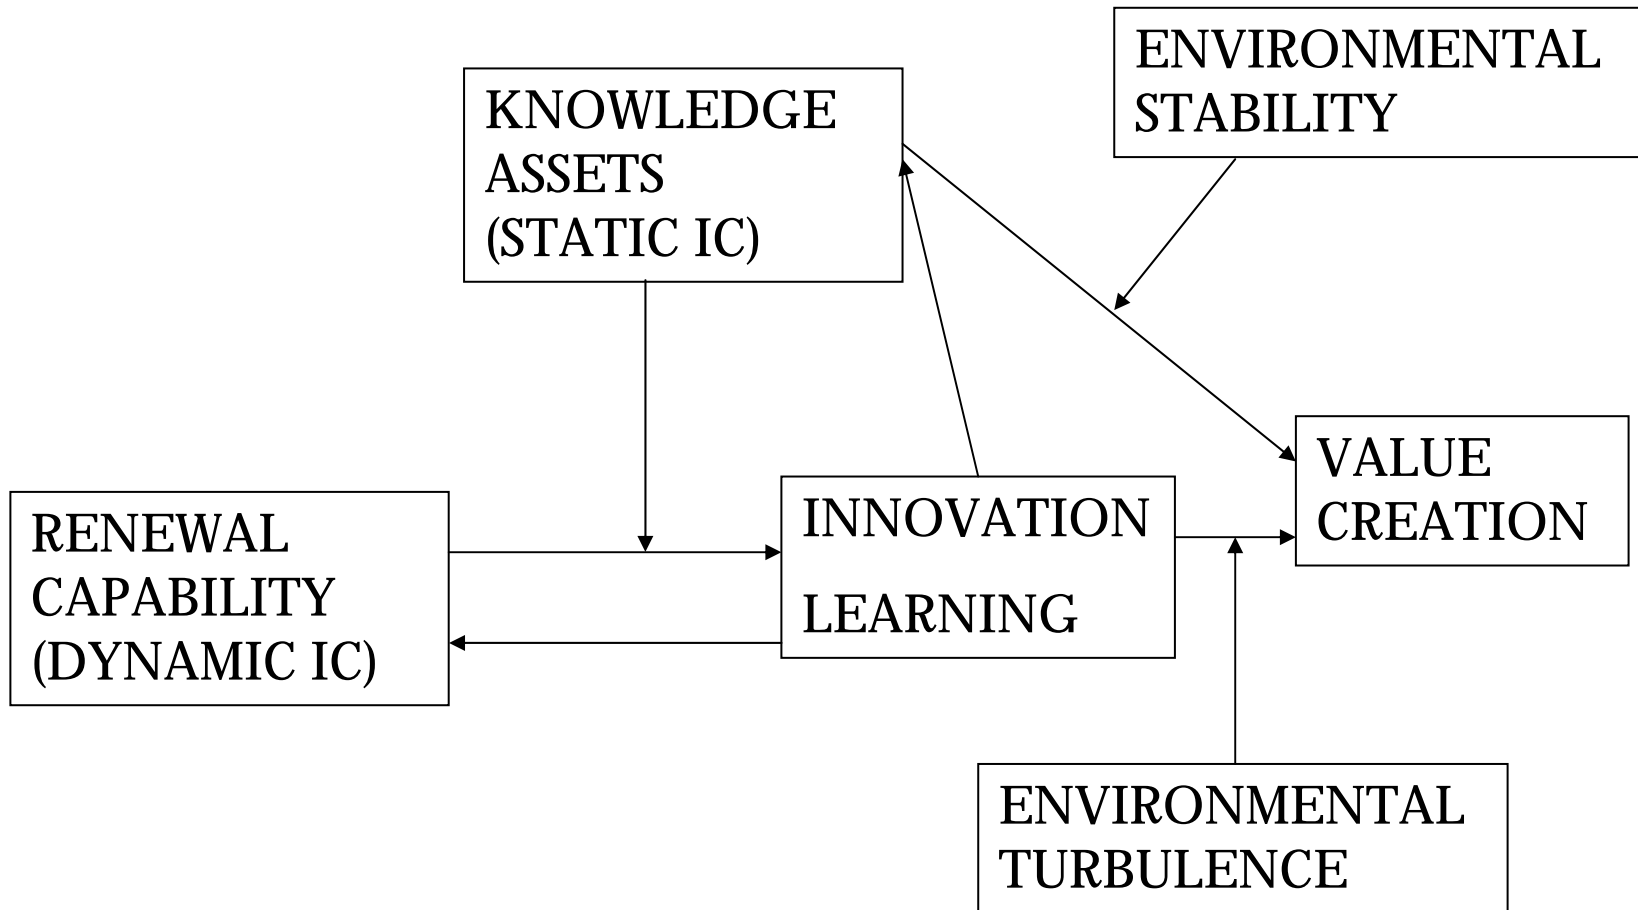 ENVIRONMENTAL
STABILITY
KNOWLEDGE
ASSETS
(STATIC IC)
VALUE
CREATION
INNOVATION
LEARNING
RENEWAL
CAPABILITY
(DYNAMIC IC)
ENVIRONMENTAL
TURBULENCE